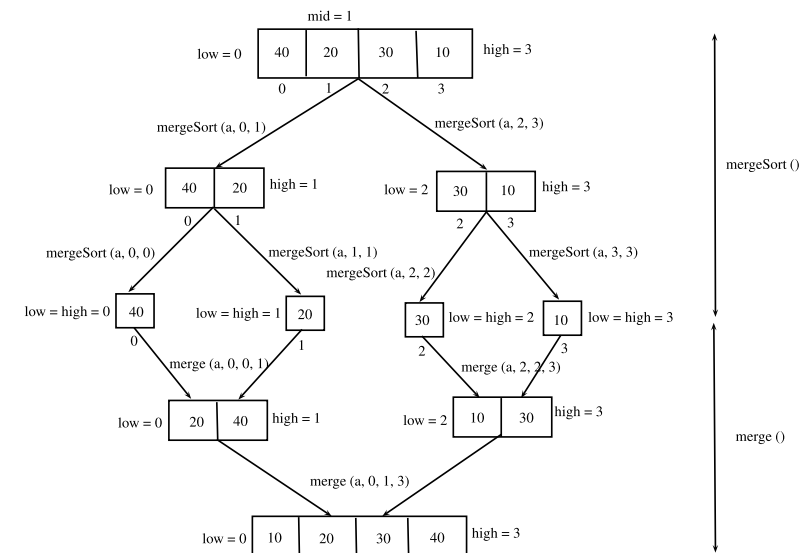 mid = 1
low = 0 40 20 30 10 high = 3
0 1 2 3
mergeSort (a, 0, 1) mergeSort (a, 2, 3)
mergeSort ()
low = 0 40 20 high = 1 low = 2 30 10 high = 3
0 1 2 3
mergeSort (a, 0, 0) mergeSort (a, 1, 1) mergeSort (a, 2, 2) mergeSort (a, 3, 3)
low = high = 0 40 low = high = 1 20 30 low = high = 2 10 low = high = 3
0 1 2 3
merge (a, 0, 0, 1) merge (a, 2, 2, 3)
low = 0 20 40 high = 1 low = 2 10 30 high = 3
merge ()
merge (a, 0, 1, 3)
low = 0 10 20 30 40 high = 3